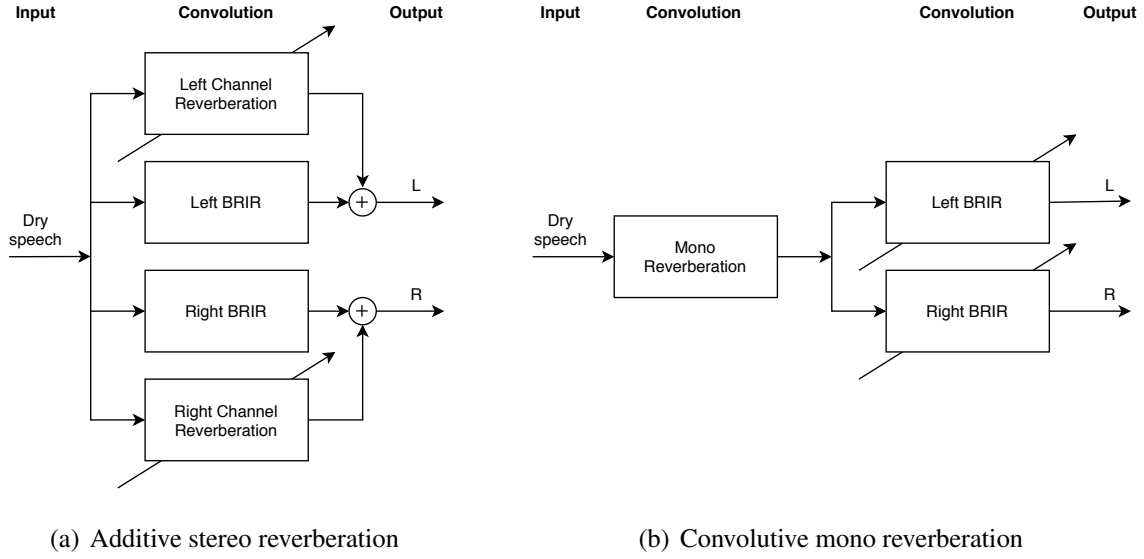 Input
Convolution
Output
Left Channel
Reverberation
Left BRIR
+
L
Dry
speech
Right BRIR
+
R
Right Channel
Reverberation
(a) Additive stereo reverberation
Input
Convolution
Convolution
Output
Dry
speech
Mono
Reverberation
Left BRIR
L
Right BRIR
R
(b) Convolutive mono reverberation